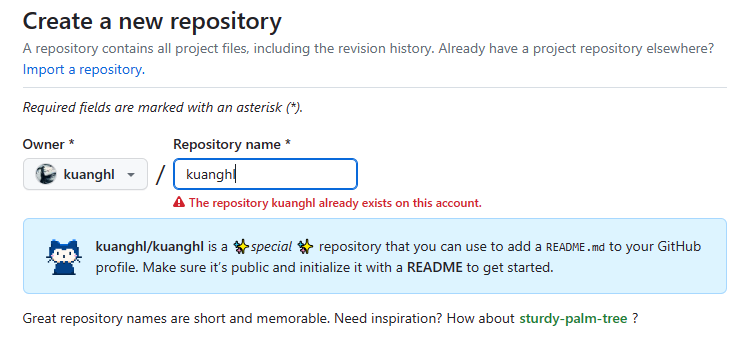 Create a new repository
A repository contains all project files, including the revision history. Already have a project repository elsewhere?
Import a repository.
Required fields are marked with an asterisk (*).
Owner * Repository name *
kuanghl / kuanghl
The repository kuanghl already exists on this account.
kuanghl/kuanghl is a ✨special ✨ repository that you can use to add a README.md to your GitHub
profile. Make sure it's public and initialize it with a README to get started.
Great repository names are short and memorable. Need inspiration? How about sturdy-palm-tree ?